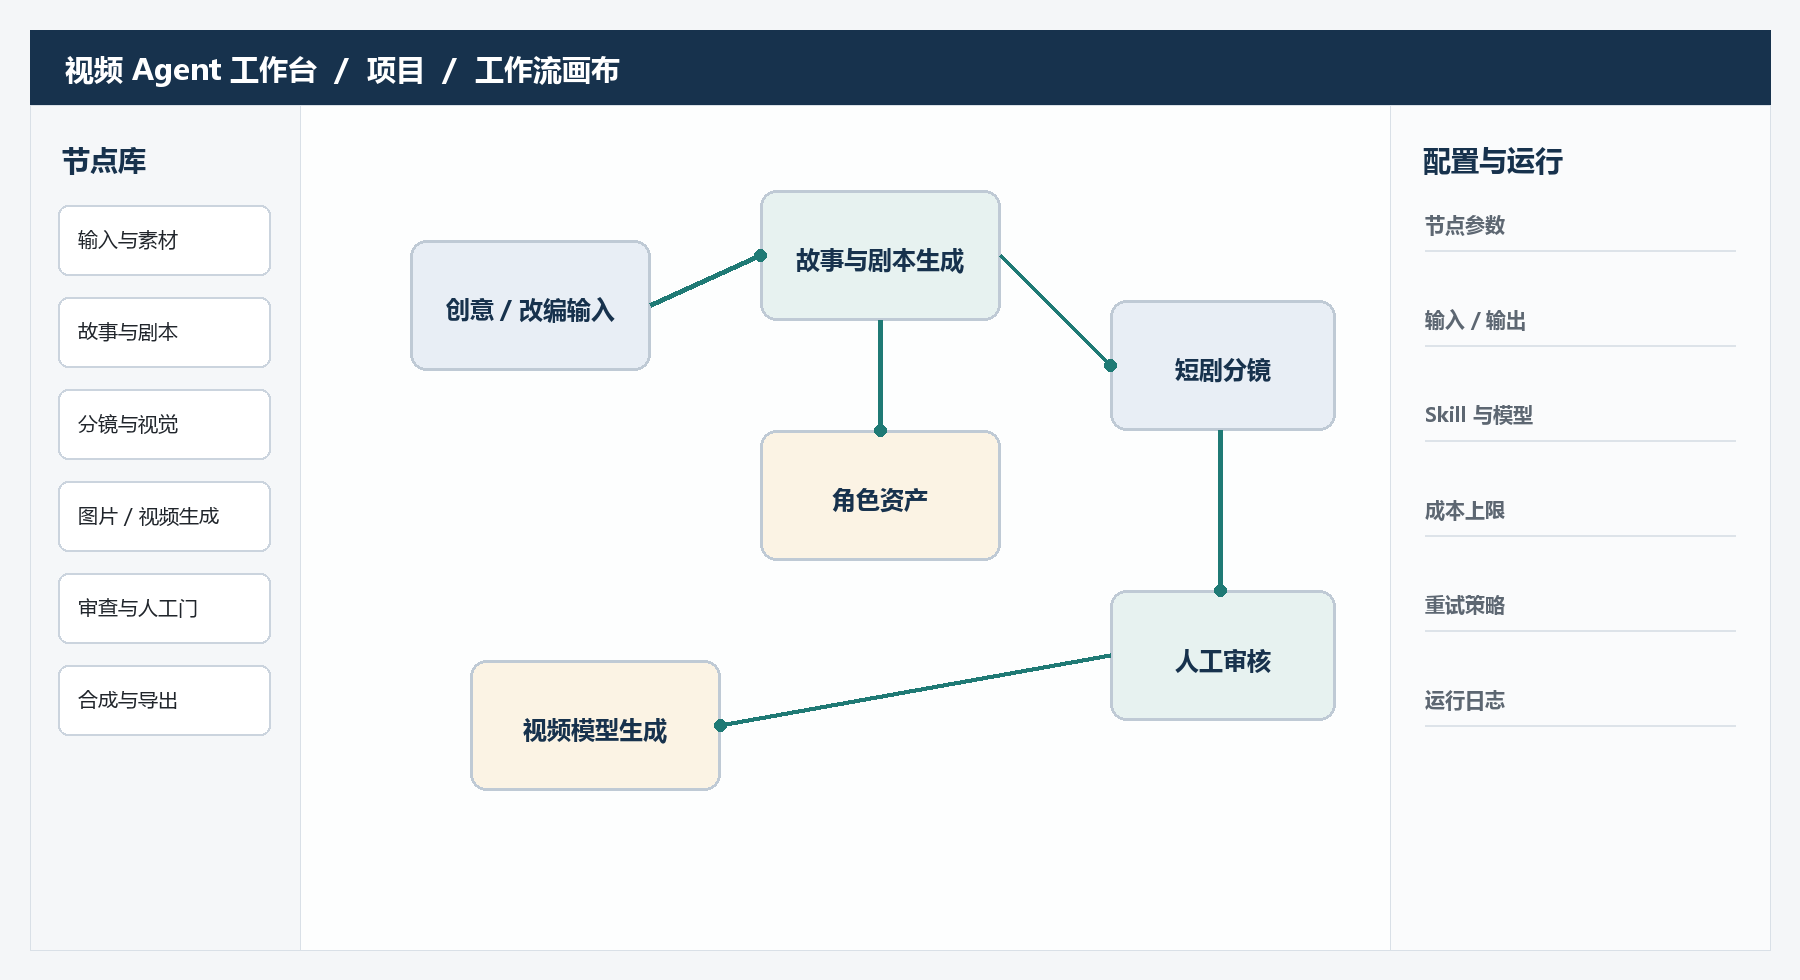 视频 Agent 工作台 / 项目 / 工作流画布
节点库
输入与素材
故事与剧本
分镜与视觉
图片 / 视频生成
审查与人工门
合成与导出
创意 / 改编输入
故事与剧本生成
短剧分镜
角色资产
人工审核
视频模型生成
配置与运行
节点参数
输入 / 输出
Skill 与模型
成本上限
重试策略
运行日志